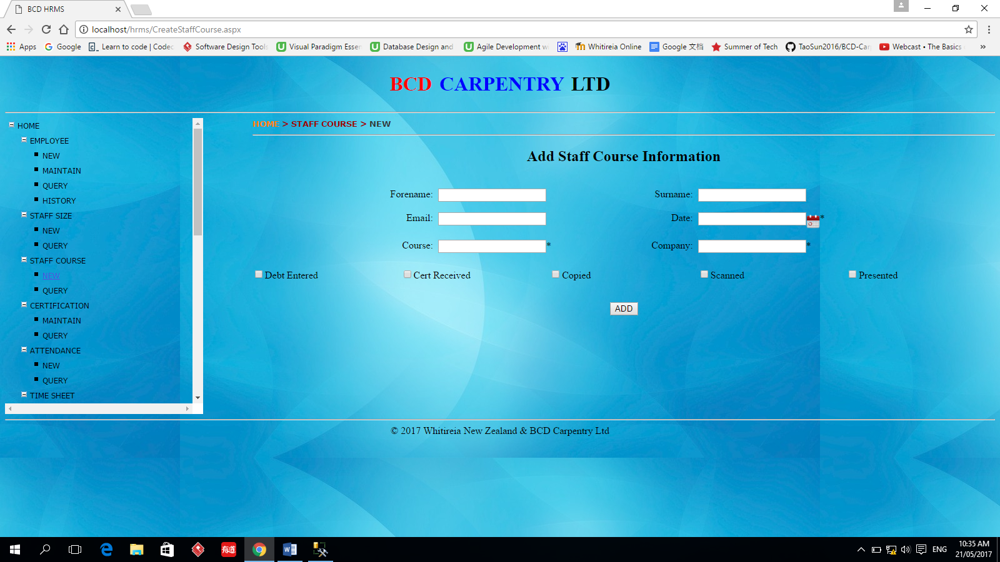 BCD HRMS
localhost/hrms/CreateStaffCourse.aspx
Apps Google Learn to code | Codec Software Design Tools Visual Paradigm Essen Database Design and Agile Development w Whitireia Online Google 文档 Summer of Tech TaoSun2016/BCD-Car Webcast • The Basics »
BCD CARPENTRY LTD
HOME > STAFF COURSE > NEW
HOME
EMPLOYEE
NEW
MAINTAIN
QUERY
HISTORY
STAFF SIZE
NEW
QUERY
STAFF COURSE
NEW
QUERY
CERTIFICATION
MAINTAIN
QUERY
ATTENDANCE
NEW
QUERY
TIME SHEET
Add Staff Course Information
Forename: Surname:
Email: Date: *
Course: * Company: *
Debt Entered Cert Received Copied Scanned Presented
ADD
© 2017 Whitireia New Zealand & BCD Carpentry Ltd
有道
ENG
10:35 AM
21/05/2017